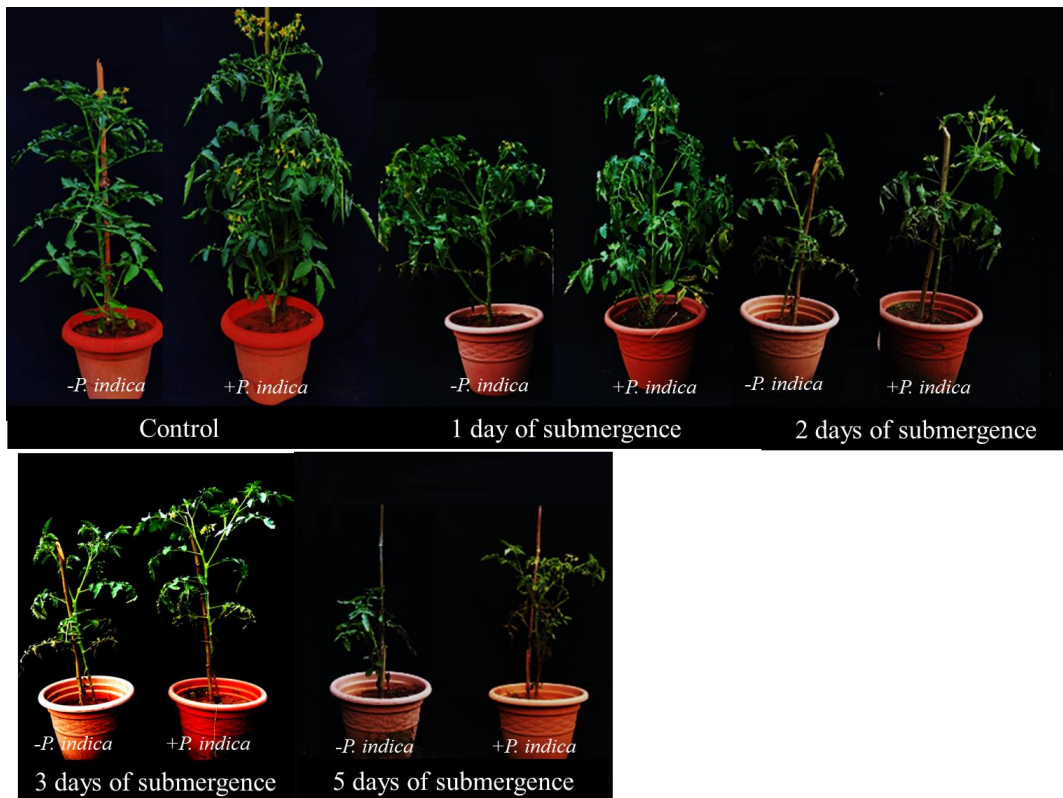 -P. indica
+P. indica
-P. indica
+P. indica
-P. indica
+P. indica
Control
1 day of submergence
2 days of submergence
-P. indica
+P. indica
-P. indica
+P. indica
3 days of submergence
5 days of submergence